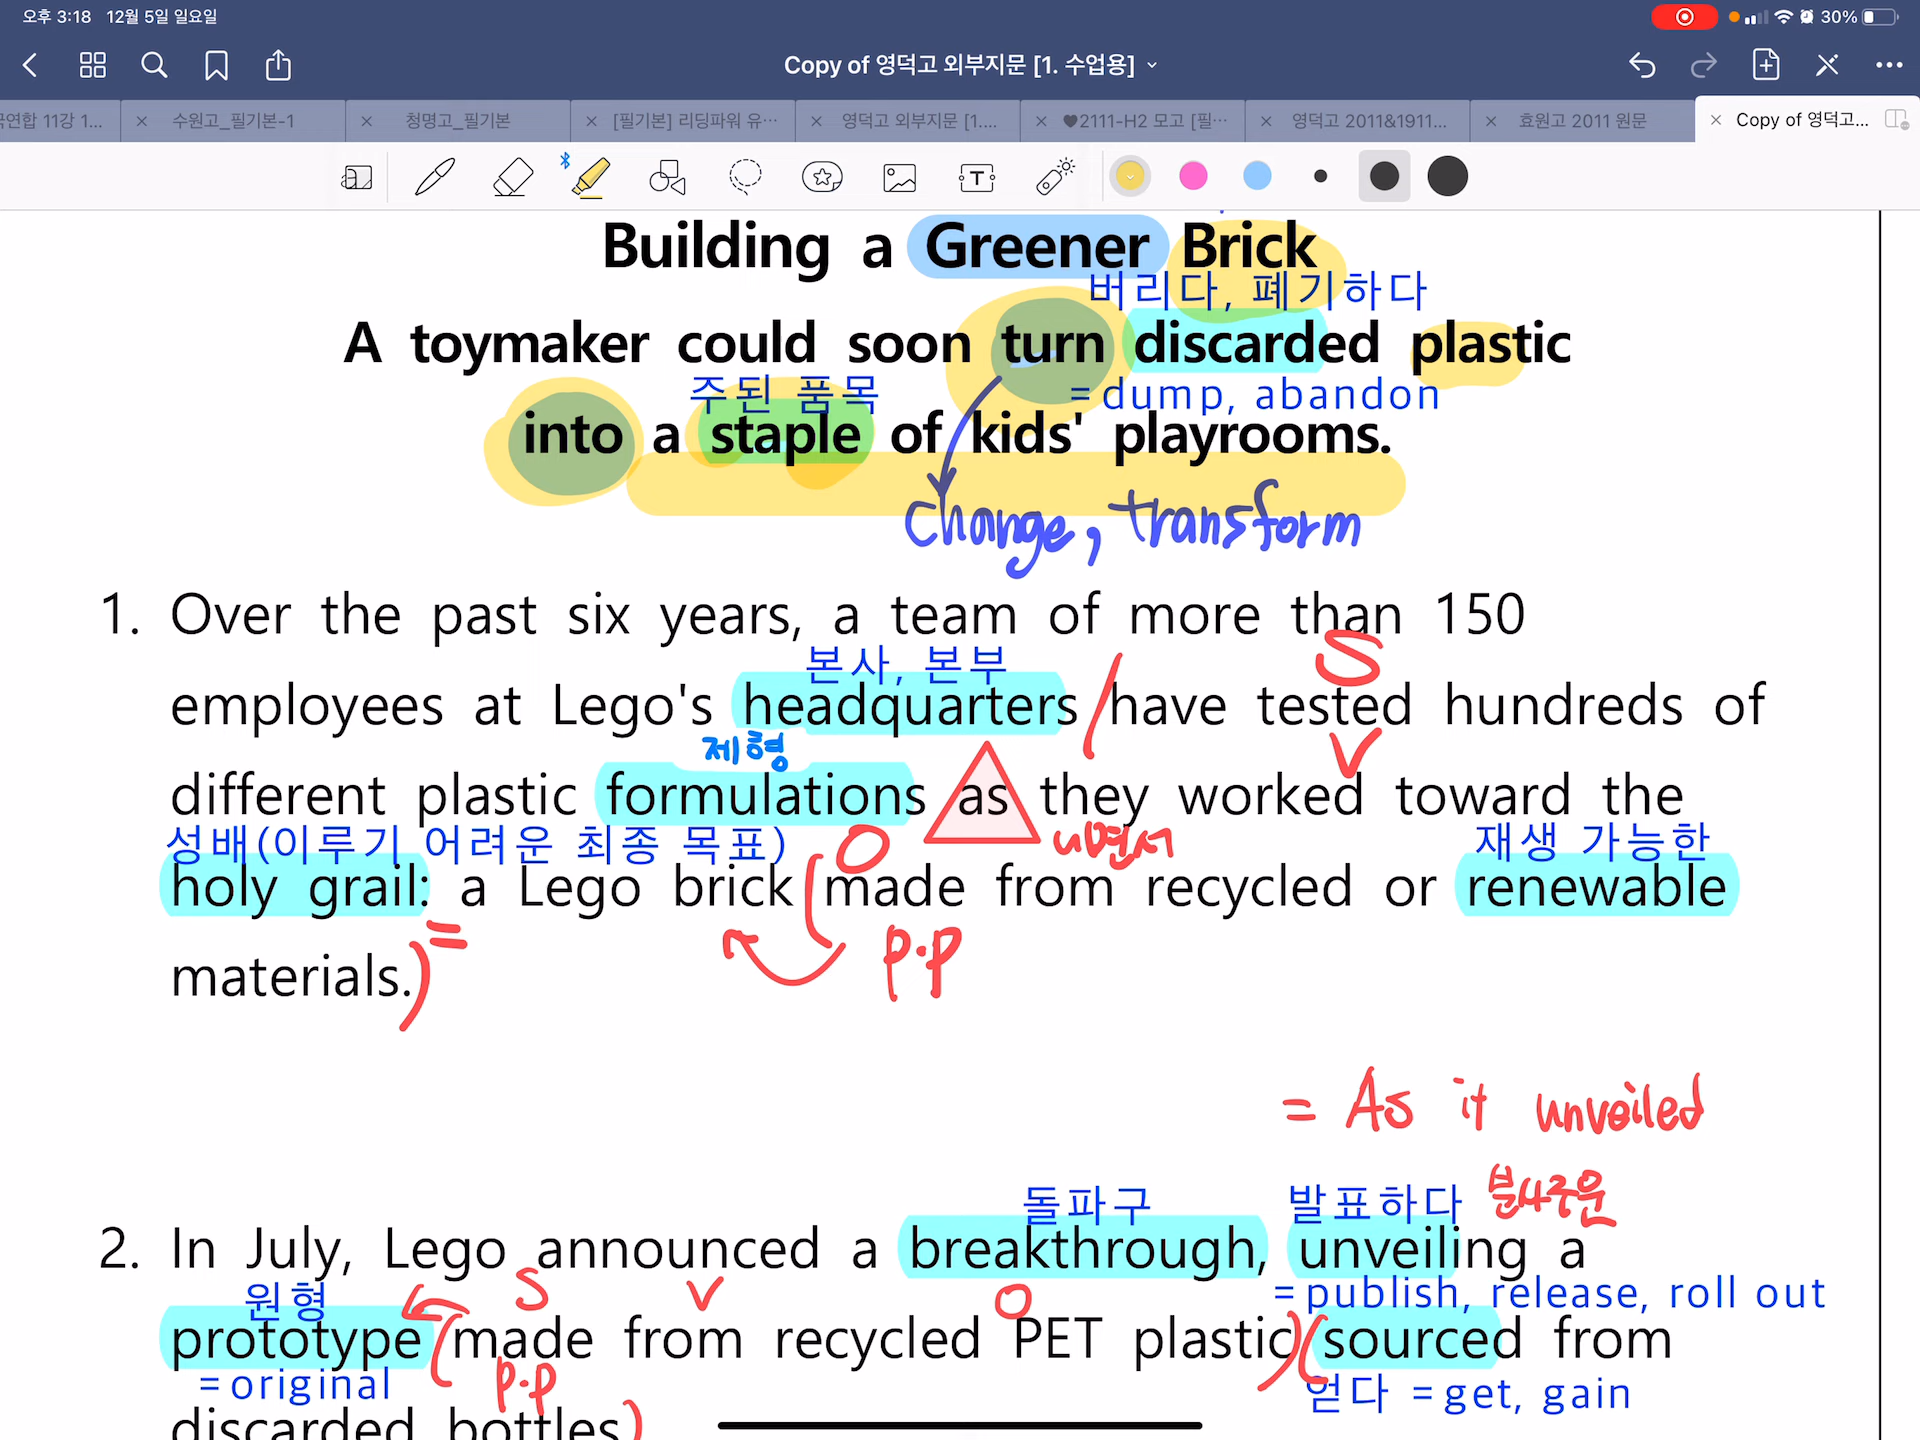 오후 3:18 12월 5일 일요일 30%
Copy of 영덕고 외부지문 [1. 수업용]
국연합 11강 1... × 수원고_필기본-1 × 청명고_필기본 × [필기본] 리딩파워 유... × 영덕고 외부지문 [1.... × ♥2111-H2 모고 [필... × 영덕고 2011&1911... × 효원고 2011 원문 × Copy of 영덕고...
Building a Greener Brick
버리다, 폐기하다
A toymaker could soon turn discarded plastic
주된 품목 = dump, abandon
into a staple of kids' playrooms.
change, transform
1. Over the past six years, a team of more than 150
본사, 본부 S
employees at Lego's headquarters / have tested hundreds of
제형 V
different plastic formulations as they worked toward the
성배(이루기 어려운 최종 목표) O 나면서 재생 가능한
holy grail: a Lego brick (made from recycled or renewable
= p.p
materials.)
= As it unveiled
돌파구 발표하다 분사구문
2. In July, Lego announced a breakthrough, unveiling a
원형 S V O = publish, release, roll out
prototype (made from recycled PET plastic) (sourced from
= original p.p 얻다 = get, gain
discarded bottles)